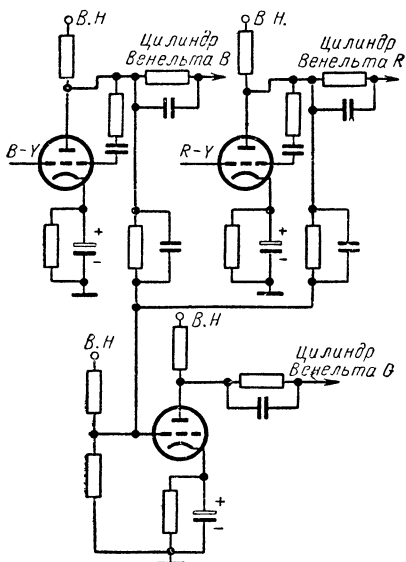 В.Н
В.Н.
Цилиндр
Венельта B
Цилиндр
Венельта R
B-Y
R-Y
+
-
+
-
В.Н
В.Н
Цилиндр
Венельта G
+
-